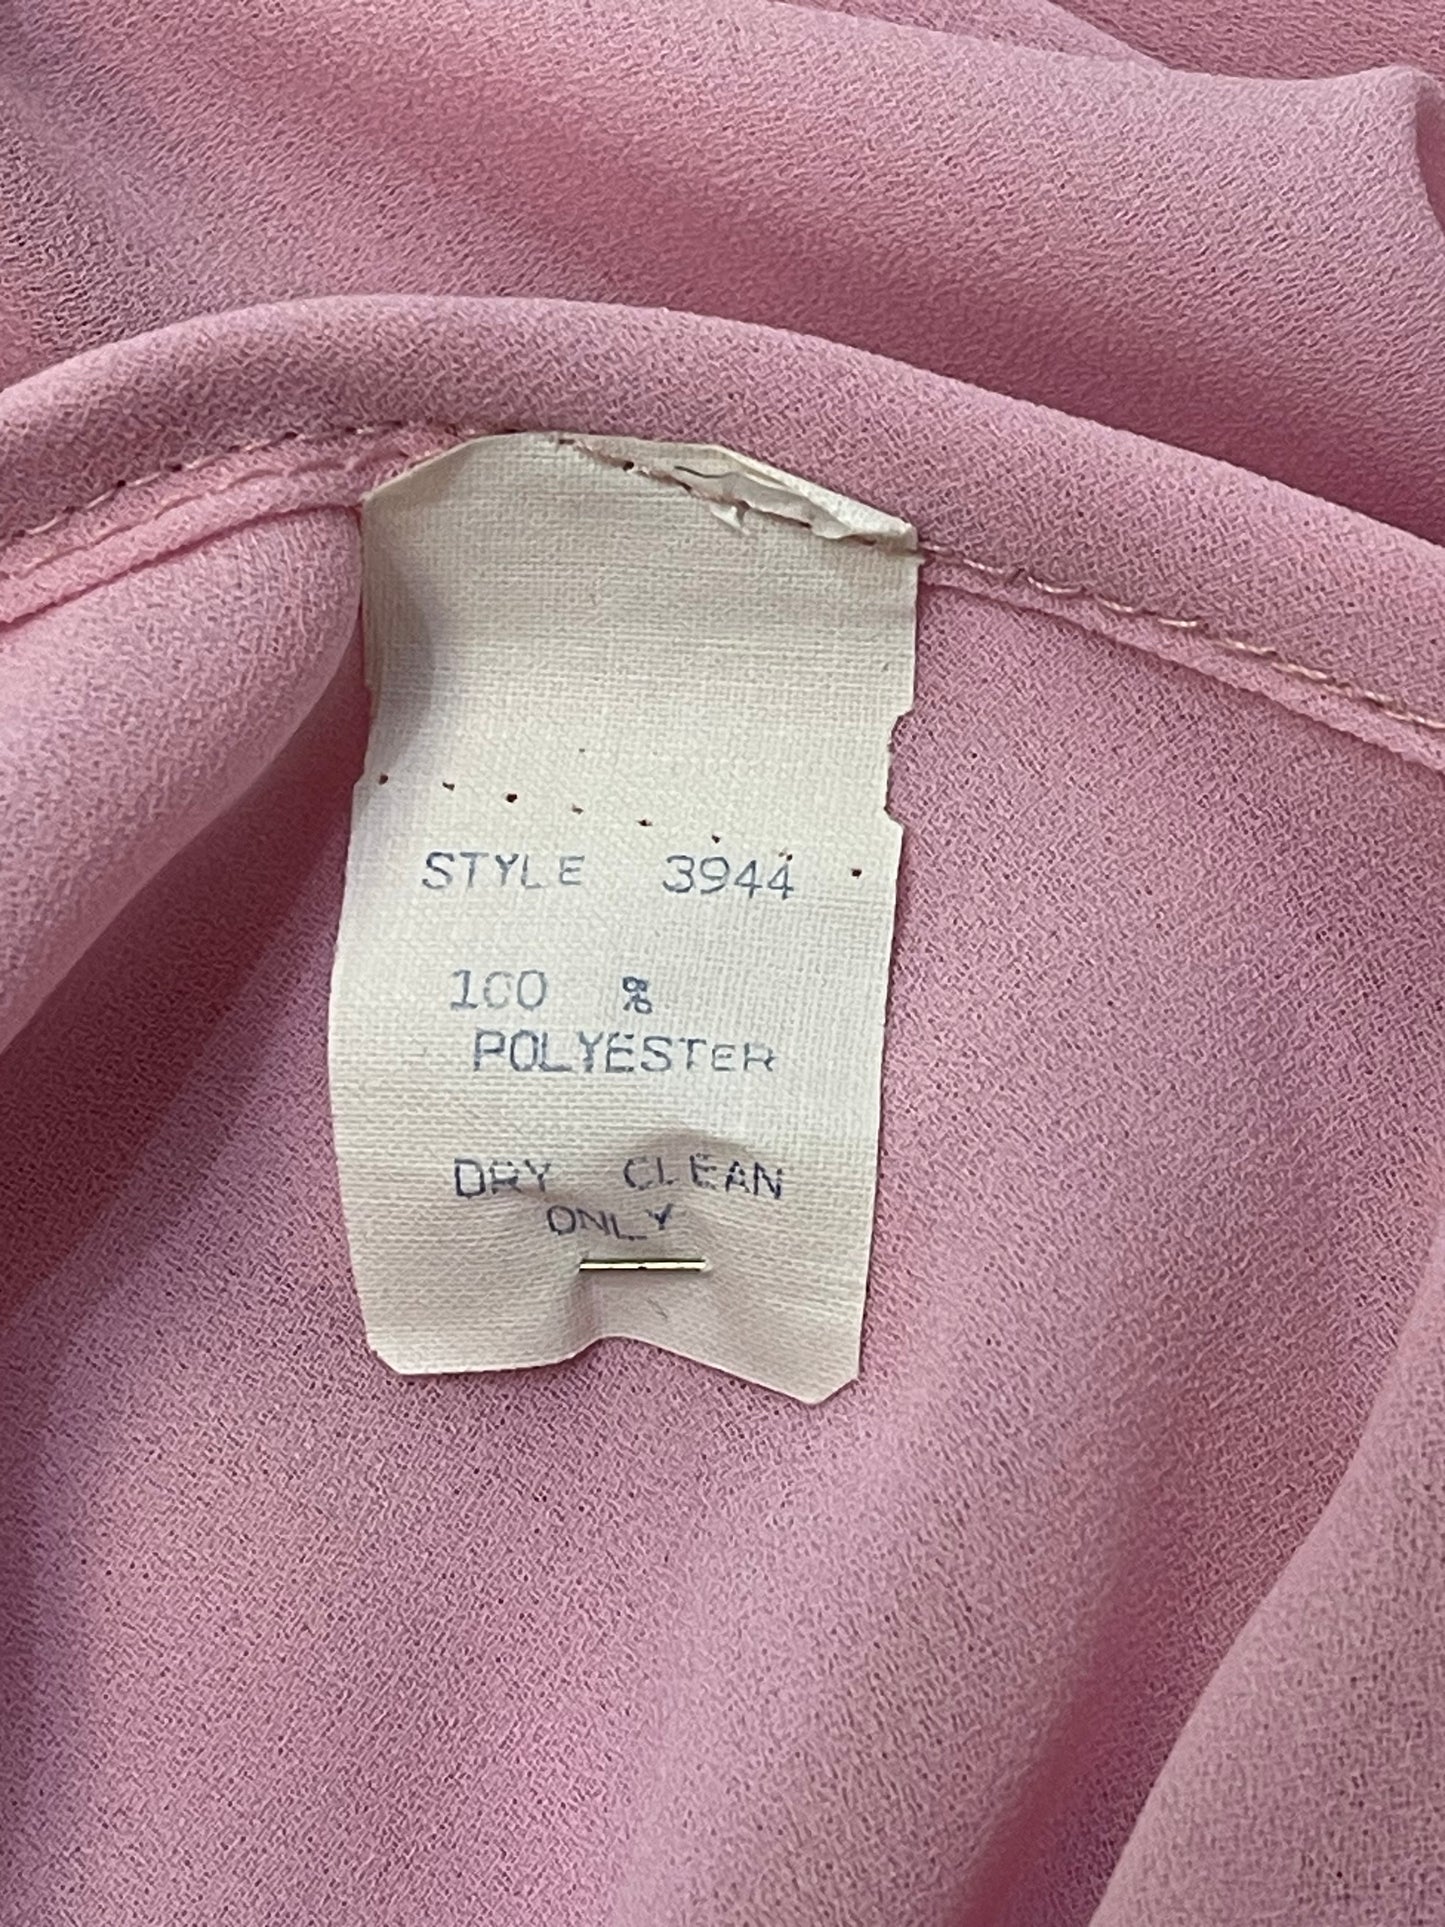 STYLE 3944
100 %
POLYESTER
DRY CLEAN
ONLY